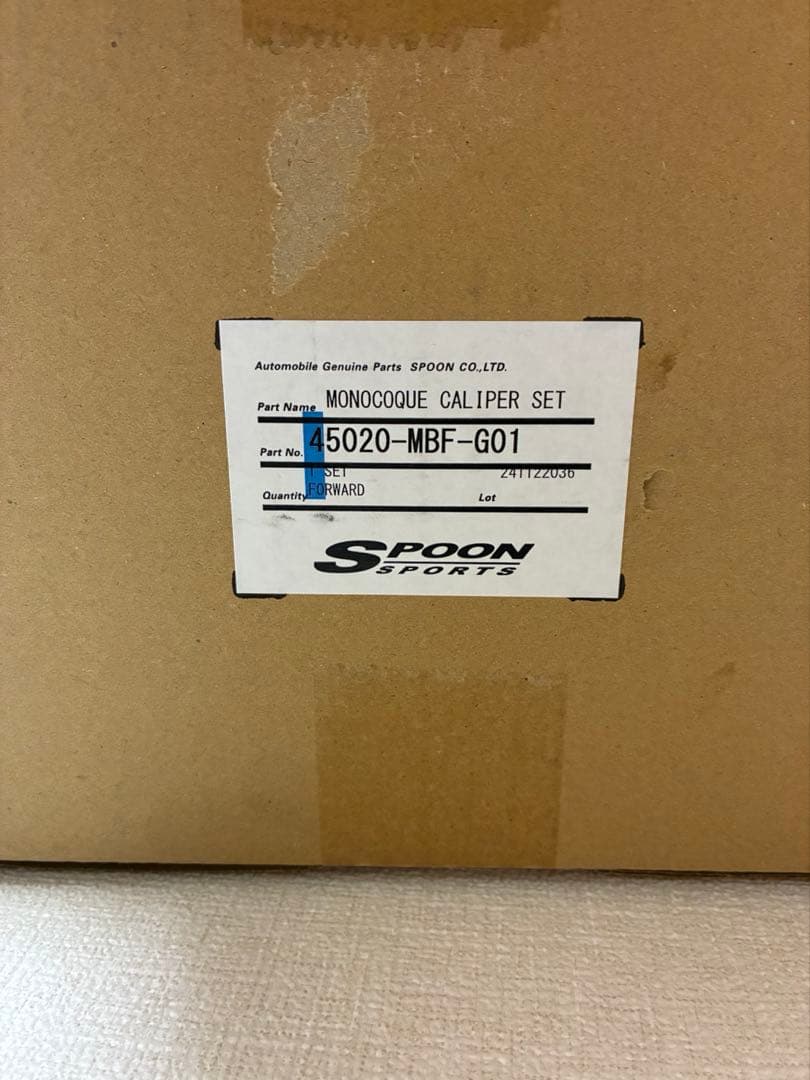 Automobile Genuine Parts SPOON CO.,LTD.
Part Name MONOCOQUE CALIPER SET
Part No. 45020-MBF-G01
1 SET 241122036
Quantity FORWARD Lot
SPOON
SPORTS